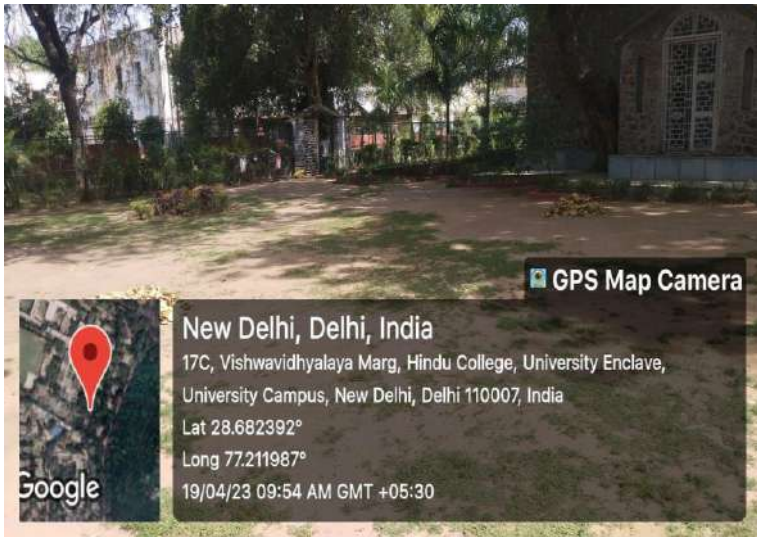 GPS Map Camera
New Delhi, Delhi, India
17C, Vishwavidhyalaya Marg, Hindu College, University Enclave,
University Campus, New Delhi, Delhi 110007, India
Lat 28.682392°
Long 77.211987°
19/04/23 09:54 AM GMT +05:30
Google